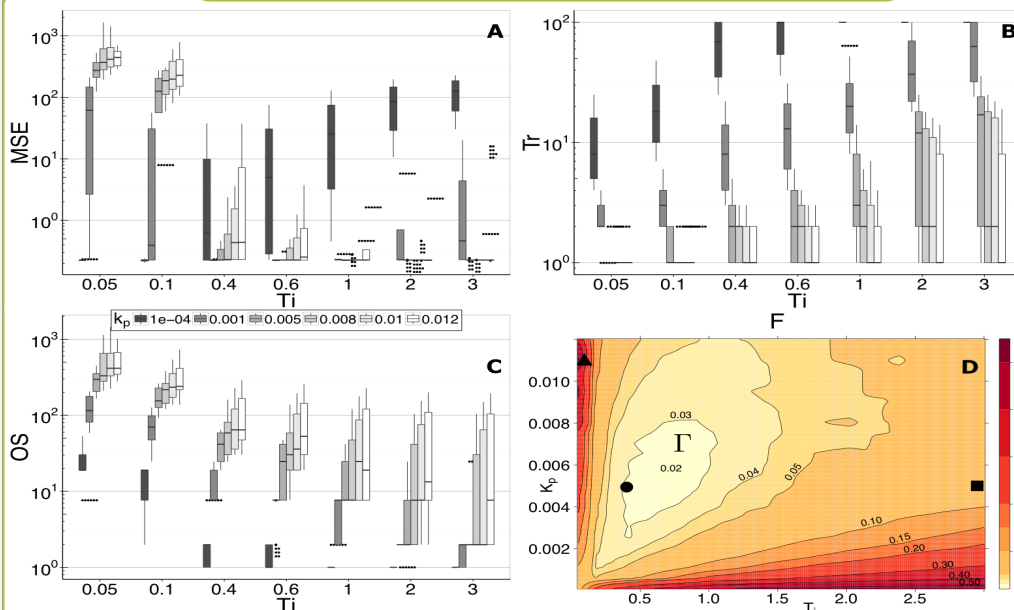 A
MSE
10³
10²
10¹
10⁰
0.05 0.1 0.4 0.6 1 2 3
Ti
B
Tr
10²
10¹
10⁰
0.05 0.1 0.4 0.6 1 2 3
Ti
kp 1e−04 0.001 0.005 0.008 0.01 0.012
C
OS
10³
10²
10¹
10⁰
0.05 0.1 0.4 0.6 1 2 3
Ti
F
D
Kp
0.010
0.008
0.006
0.004
0.002
0.03
Γ
0.02
0.04
0.05
0.10
0.15
0.20
0.30
0.40
0.50
0.5 1.0 1.5 2.0 2.5
Ti